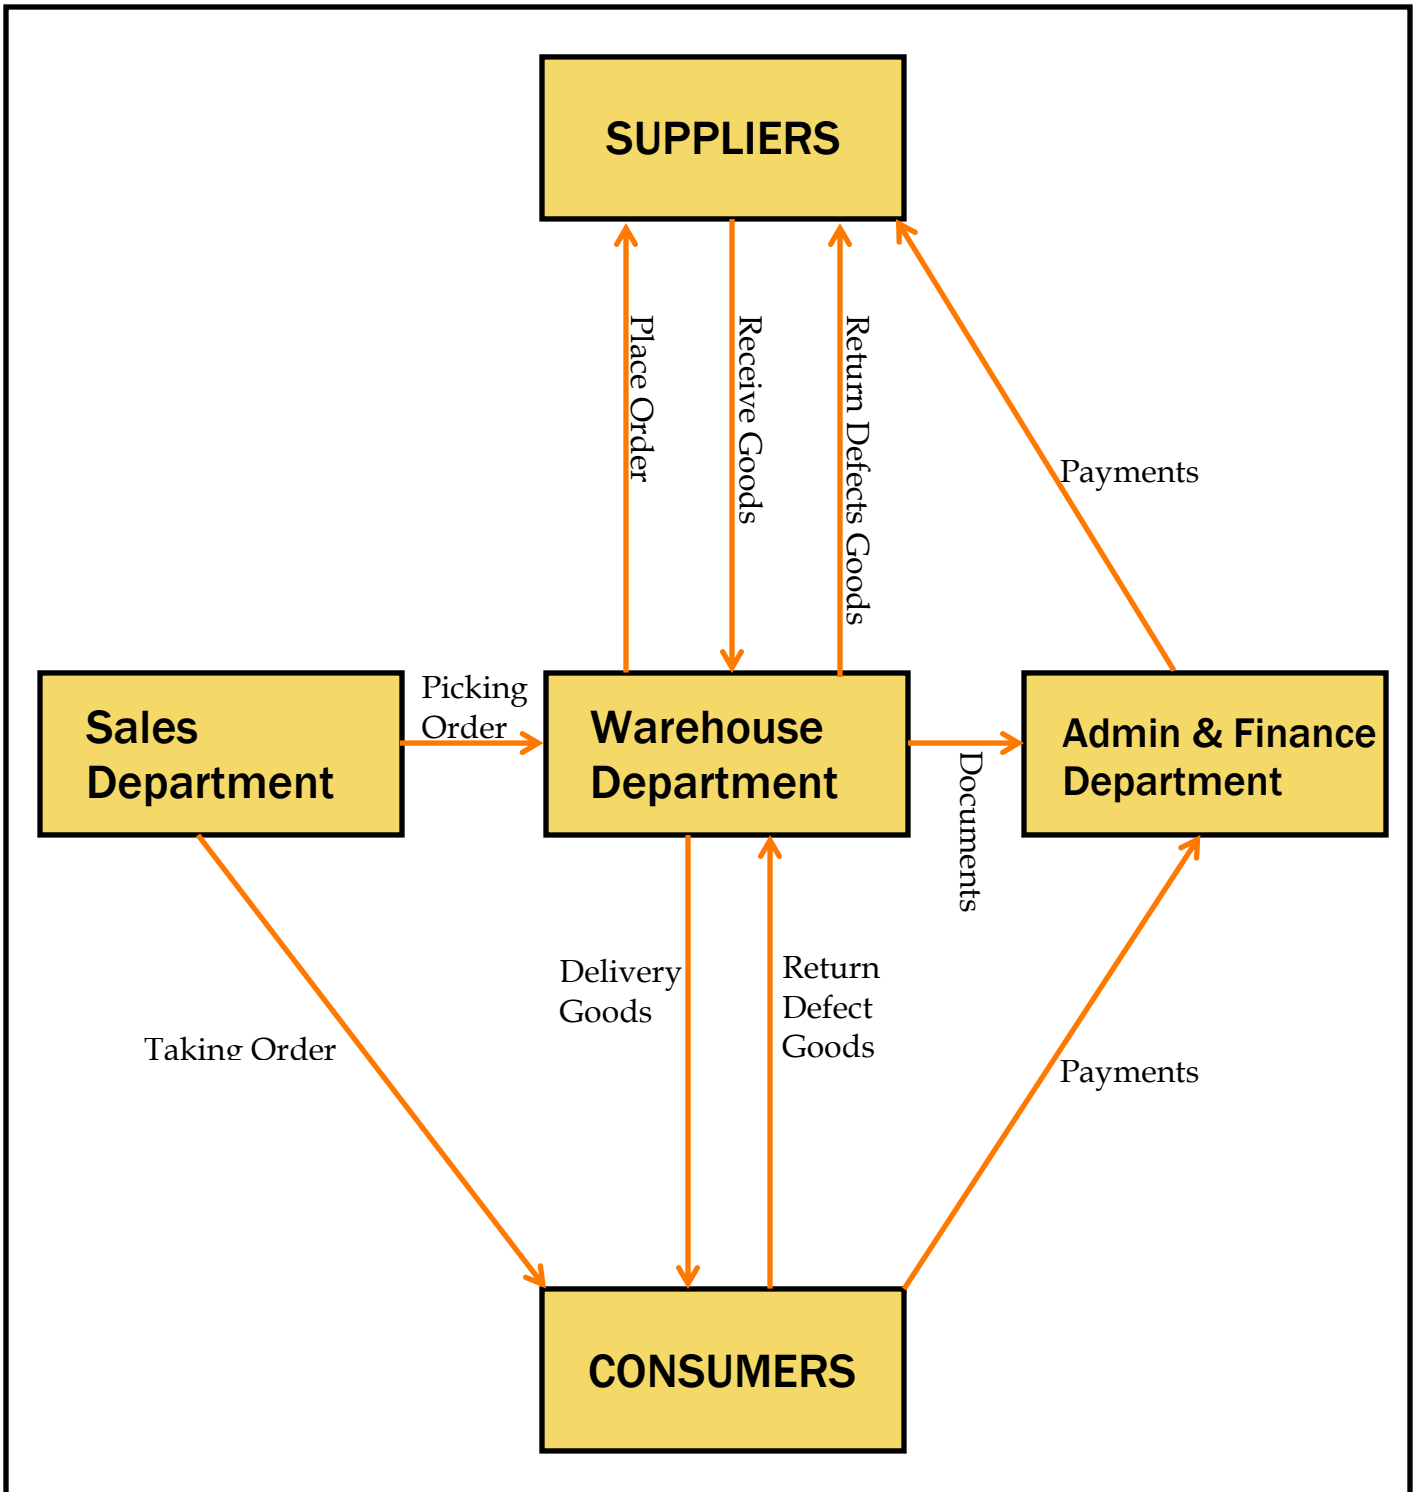 SUPPLIERS
Place Order
Receive Goods
Return Defects Goods
Payments
Sales
Department
Picking
Order
Warehouse
Department
Documents
Admin & Finance
Department
Taking Order
Delivery
Goods
Return
Defect
Goods
Payments
CONSUMERS